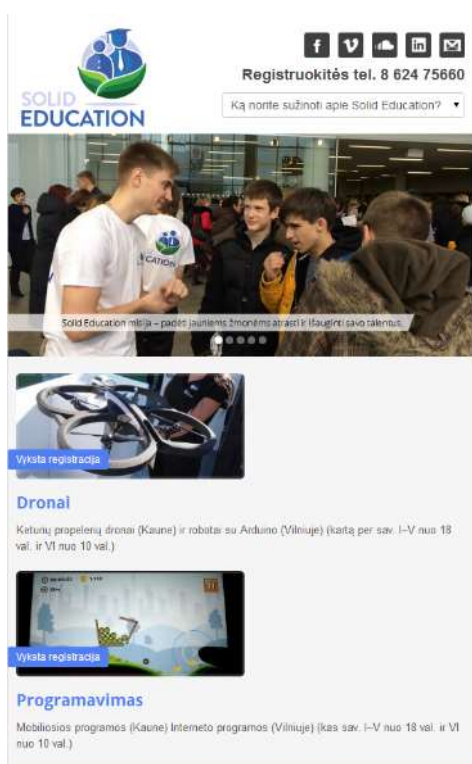 Registruokitės tel. 8 624 75660
SOLID
EDUCATION
Ką norite sužinoti apie Solid Education?
CATION
Solid Education misija – padėti jauniems žmonėms atrasti ir išauginti savo talentus.
Vyksta registracija
Dronai
Keturių propelerių dronai (Kaune) ir robotai su Arduino (Vilniuje) (kartą per sav. I–V nuo 18
val. ir VI nuo 10 val.)
Vyksta registracija
Programavimas
Mobiliosios programos (Kaune) Interneto programos (Vilniuje) (kas sav. I–V nuo 18 val. ir VI
nuo 10 val.)